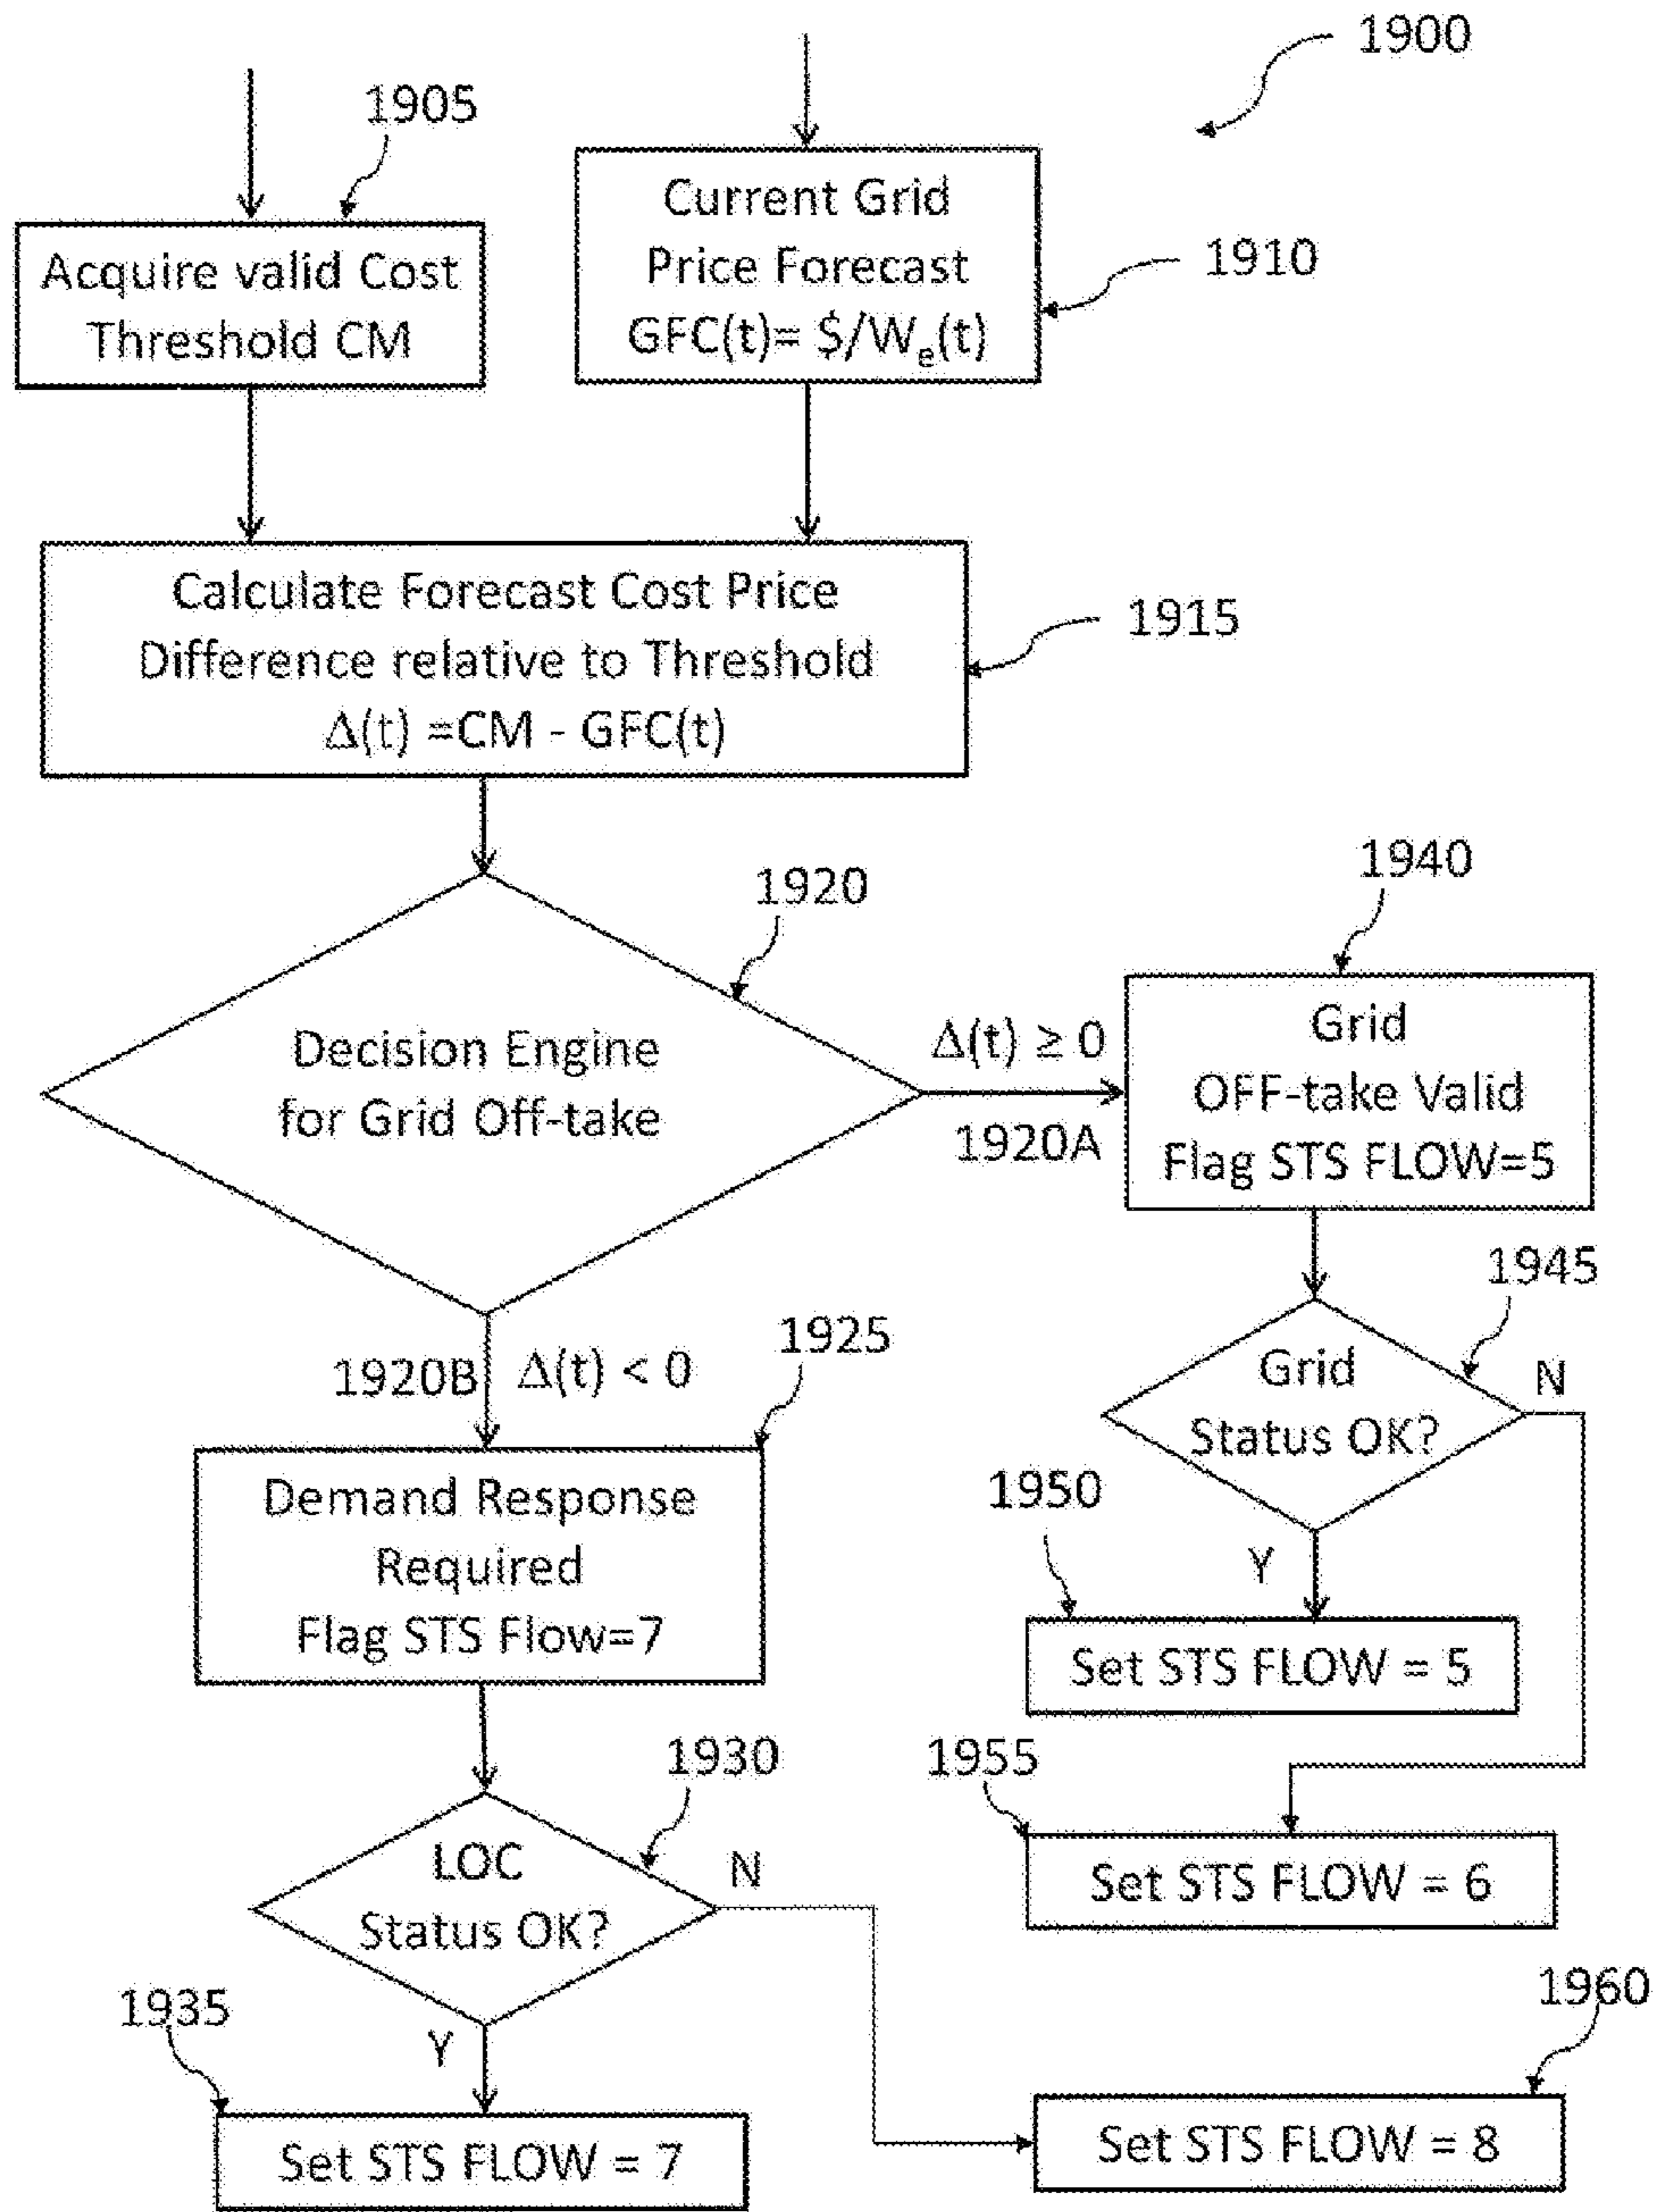 1900
1905
Current Grid
Price Forecast
GFC(t)= $/We(t)
1910
Acquire valid Cost
Threshold CM
Calculate Forecast Cost Price
Difference relative to Threshold
Δ(t) =CM - GFC(t)
1915
1920
Decision Engine
for Grid Off-take
Δ(t) ≥ 0
1920A
1940
Grid
OFF-take Valid
Flag STS FLOW=5
1945
Grid
Status OK?
N
Y
1950
Set STS FLOW = 5
1955
Set STS FLOW = 6
1920B
Δ(t) < 0
1925
Demand Response
Required
Flag STS Flow=7
1930
LOC
Status OK?
N
Y
1935
Set STS FLOW = 7
1960
Set STS FLOW = 8